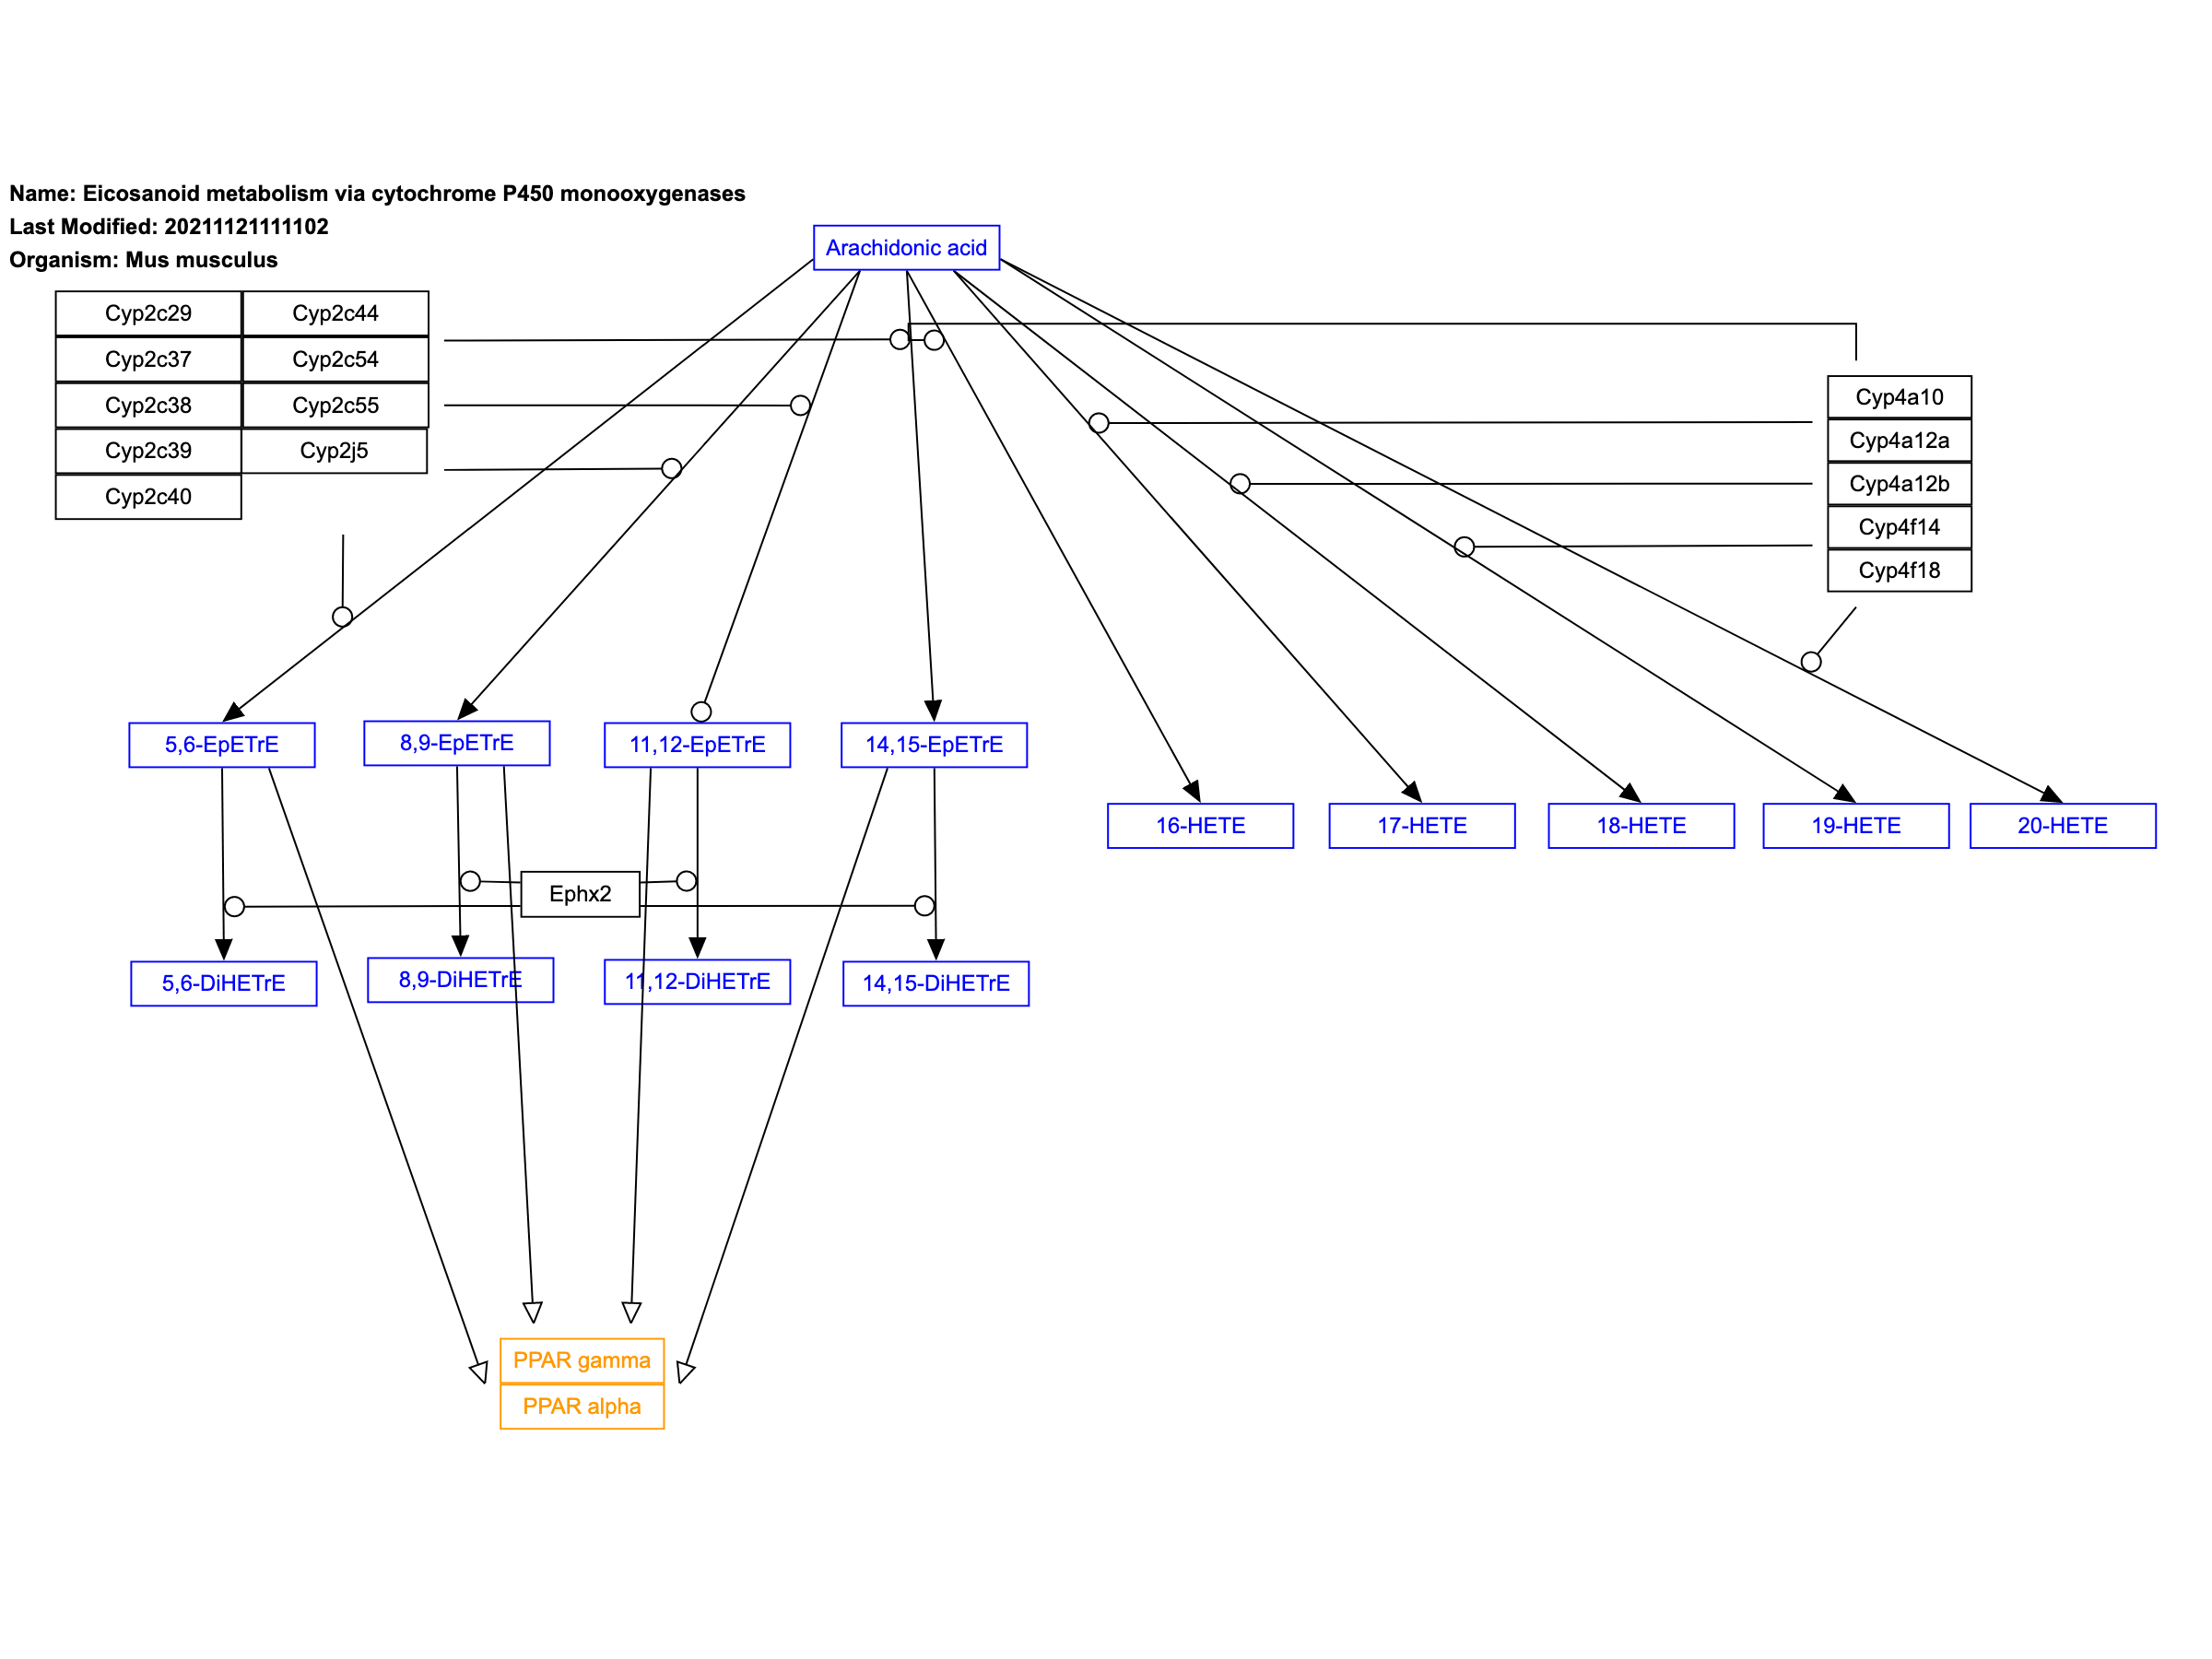 Name: Eicosanoid metabolism via cytochrome P450 monooxygenases
Last Modified: 20211121111102
Organism: Mus musculus
Arachidonic acid
Cyp2c29
Cyp2c44
Cyp2c37
Cyp2c54
Cyp2c38
Cyp2c55
Cyp2c39
Cyp2j5
Cyp2c40
Cyp4a10
Cyp4a12a
Cyp4a12b
Cyp4f14
Cyp4f18
5,6-EpETrE
8,9-EpETrE
11,12-EpETrE
14,15-EpETrE
16-HETE
17-HETE
18-HETE
19-HETE
20-HETE
Ephx2
5,6-DiHETrE
8,9-DiHETrE
11,12-DiHETrE
14,15-DiHETrE
PPAR gamma
PPAR alpha